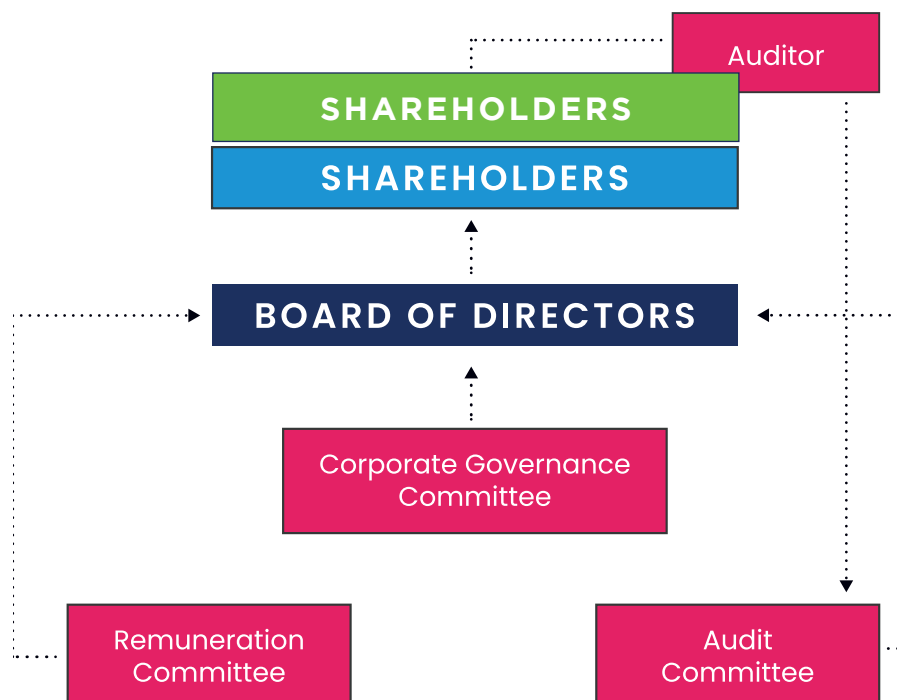 Auditor
SHAREHOLDERS
SHAREHOLDERS
BOARD OF DIRECTORS
Corporate Governance
Committee
Remuneration
Committee
Audit
Committee